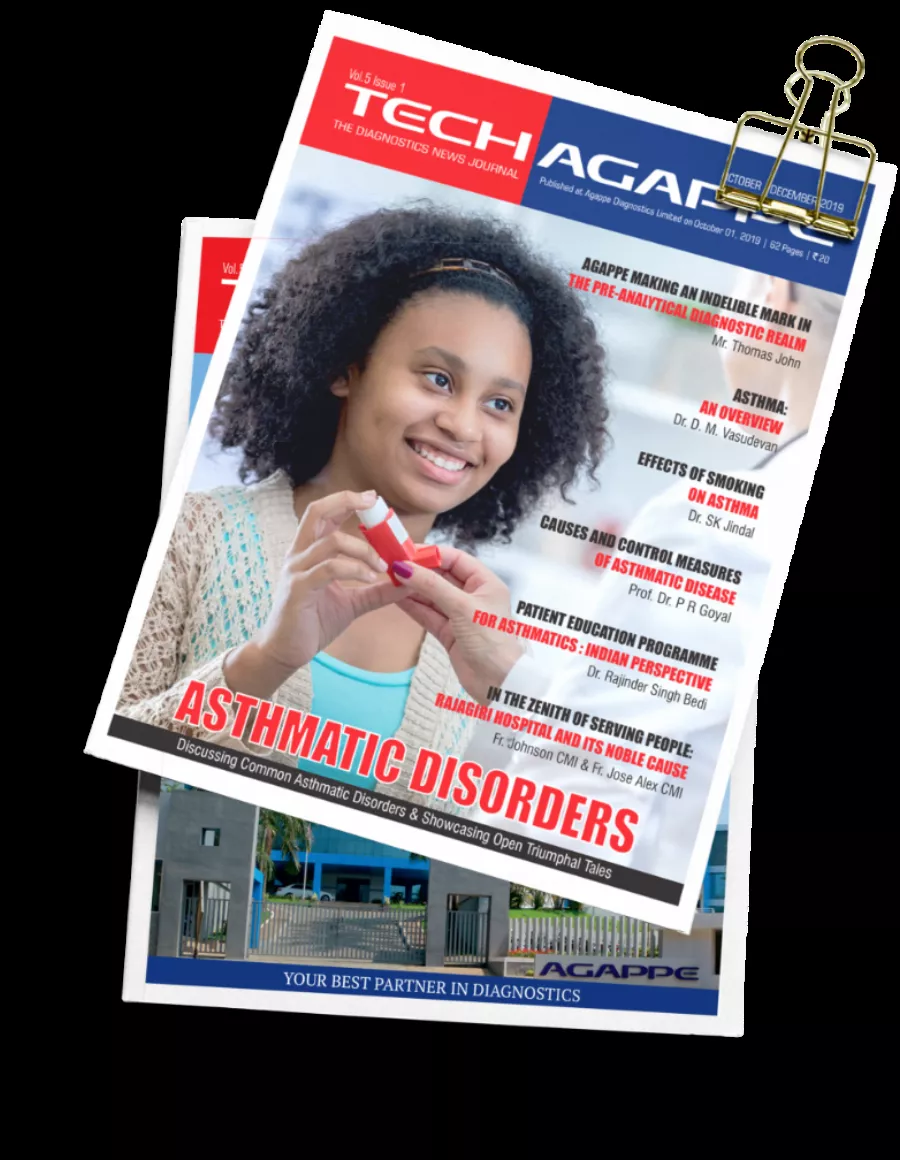 Vol.5 Issue 1
TECH AGAPPE
THE DIAGNOSTICS NEWS JOURNAL
DECEMBER 2019
Published at Agappe Diagnostics Limited on October 01, 2019 | 62 Pages | ₹ 20
AGAPPE MAKING AN INDELIBLE MARK IN
THE PRE-ANALYTICAL DIAGNOSTIC REALM
Mr. Thomas John
ASTHMA:
AN OVERVIEW
Dr. D. M. Vasudevan
EFFECTS OF SMOKING
ON ASTHMA
Dr. SK Jindal
CAUSES AND CONTROL MEASURES
OF ASTHMATIC DISEASE
Prof. Dr. P R Goyal
PATIENT EDUCATION PROGRAMME
FOR ASTHMATICS : INDIAN PERSPECTIVE
Dr. Rajinder Singh Bedi
IN THE ZENITH OF SERVING PEOPLE:
RAJAGIRI HOSPITAL AND ITS NOBLE CAUSE
Fr. Johnson CMI & Fr. Jose Alex CMI
ASTHMATIC DISORDERS
Discussing Common Asthmatic Disorders & Showcasing Open Triumphal Tales
Vol.
AGAPPE
YOUR BEST PARTNER IN DIAGNOSTICS